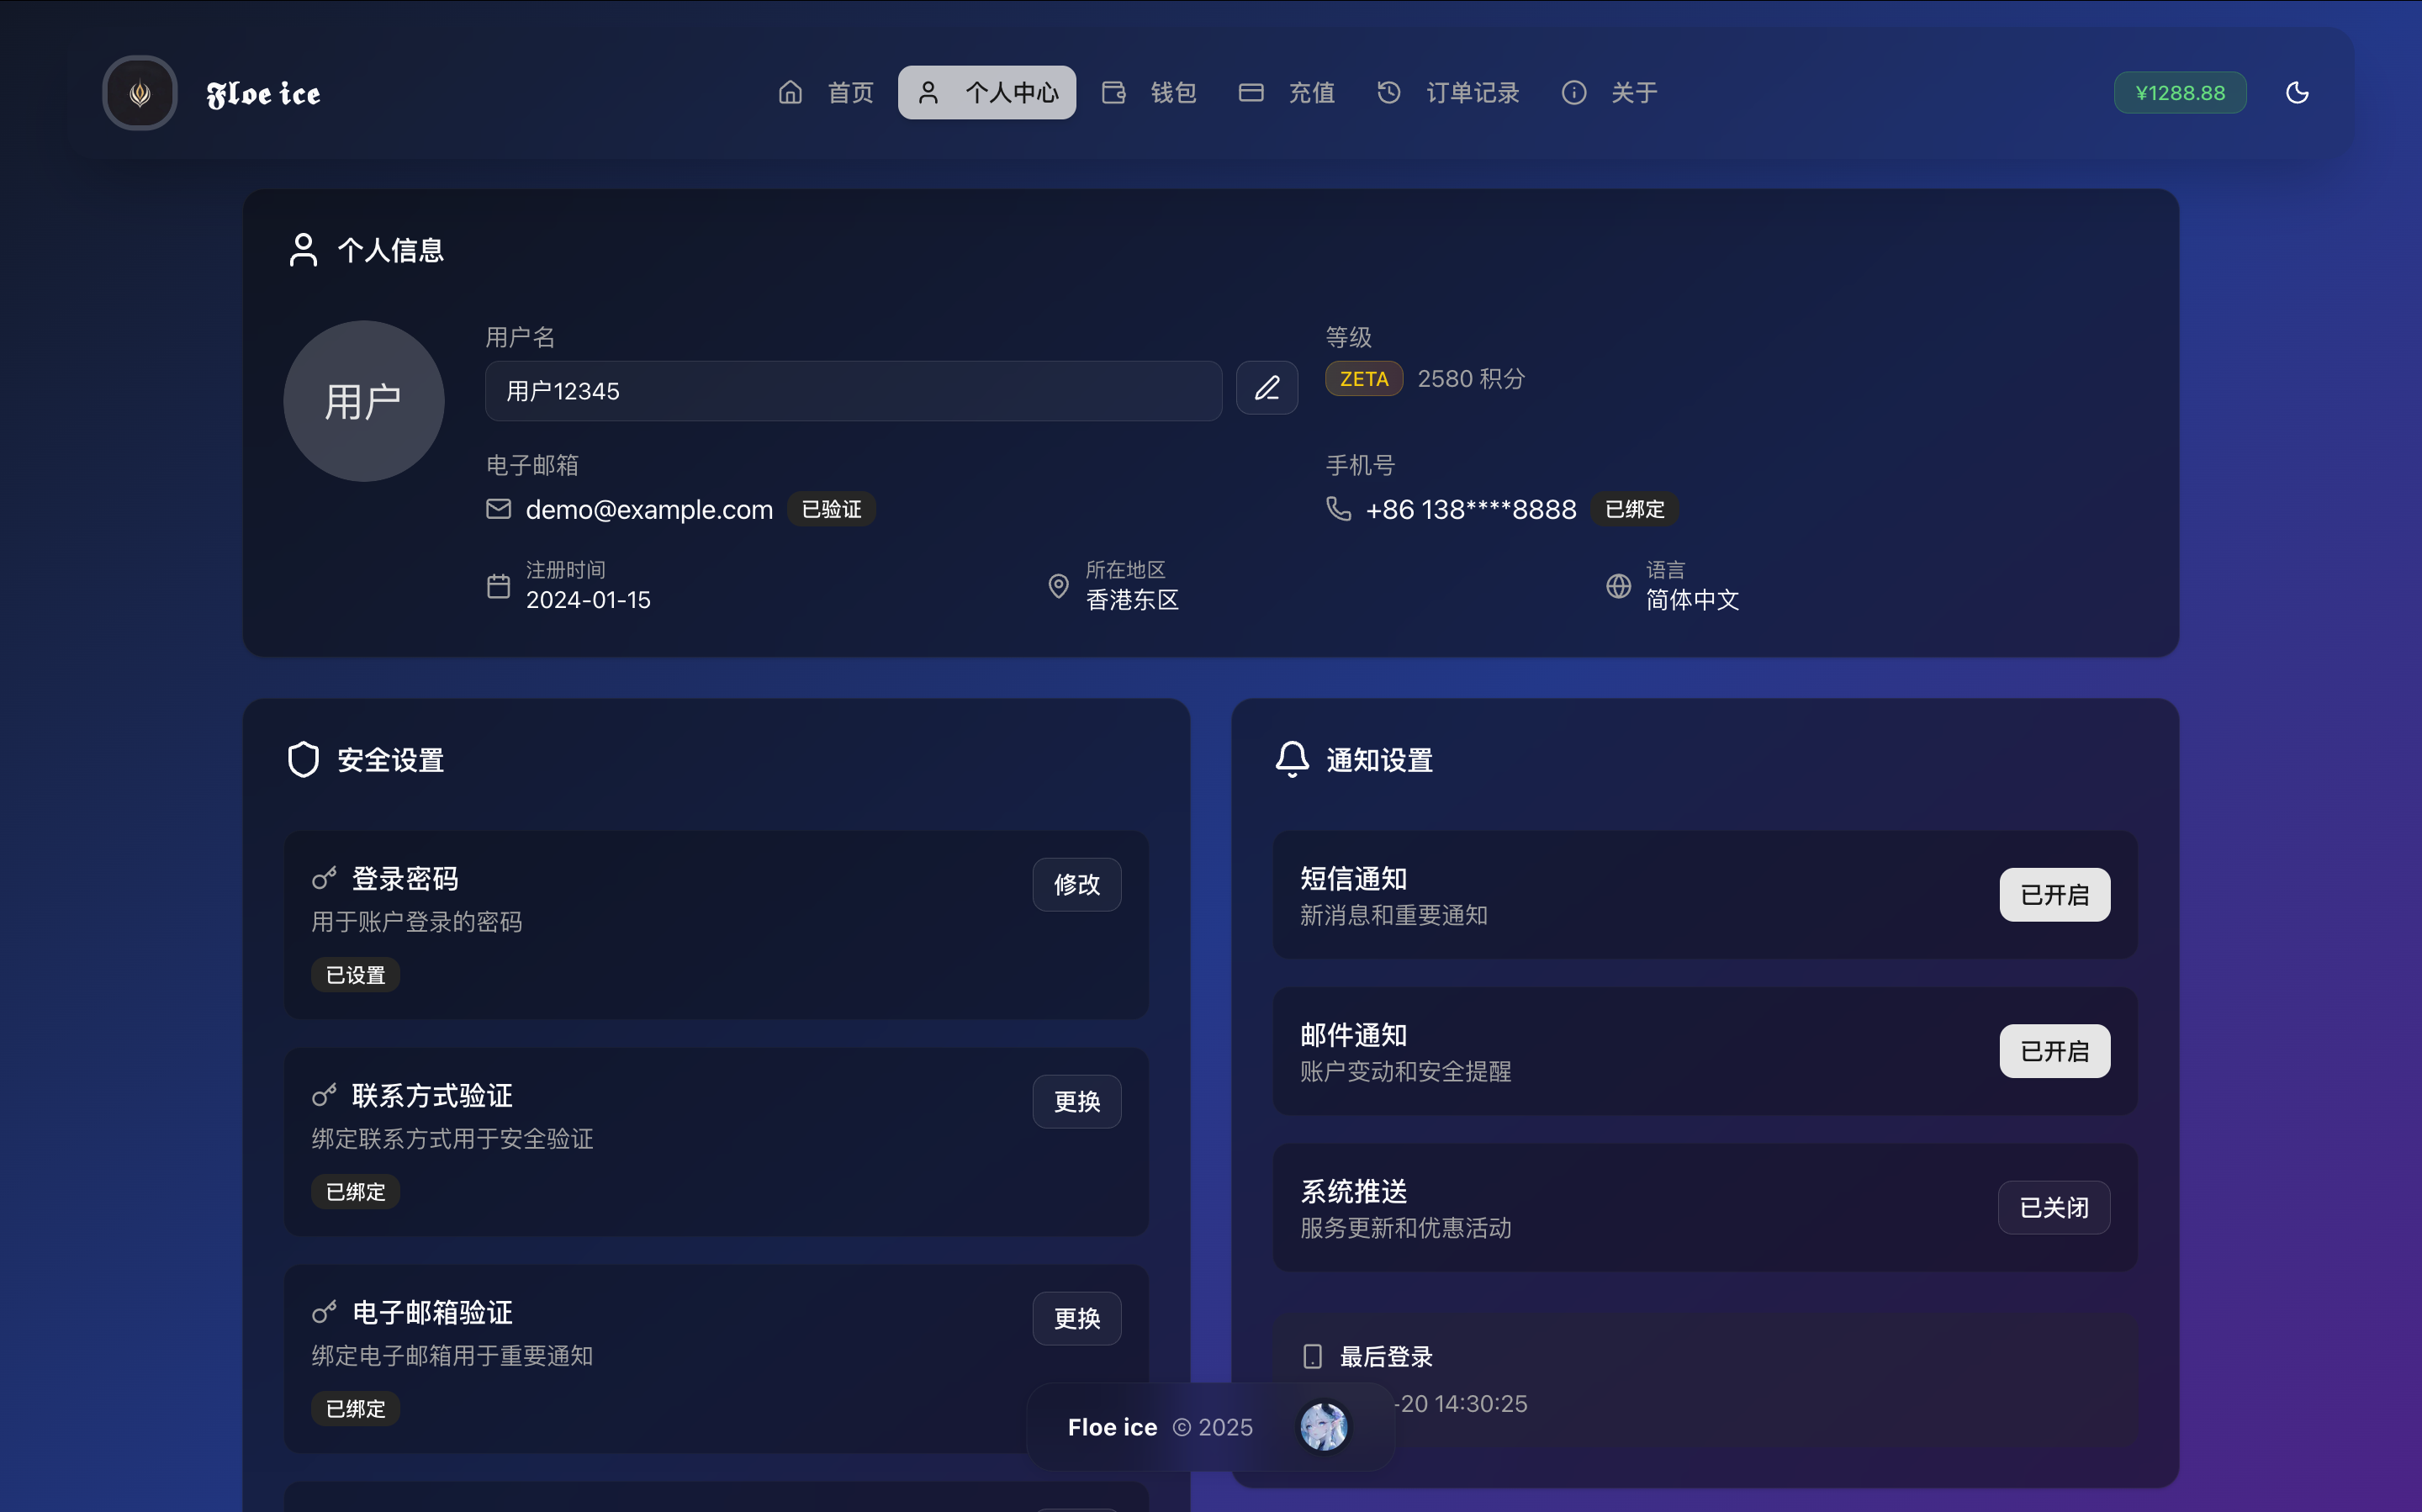 Floe ice
首页
个人中心
钱包
充值
订单记录
关于
¥1288.88
个人信息
用户
用户名
用户12345
等级
ZETA 2580 积分
电子邮箱
demo@example.com 已验证
手机号
+86 138****8888 已绑定
注册时间
2024-01-15
所在地区
香港东区
语言
简体中文
安全设置
登录密码
用于账户登录的密码
已设置
修改
联系方式验证
绑定联系方式用于安全验证
已绑定
更换
电子邮箱验证
绑定电子邮箱用于重要通知
已绑定
更换
通知设置
短信通知
新消息和重要通知
已开启
邮件通知
账户变动和安全提醒
已开启
系统推送
服务更新和优惠活动
已关闭
最后登录
-20 14:30:25
Floe ice © 2025